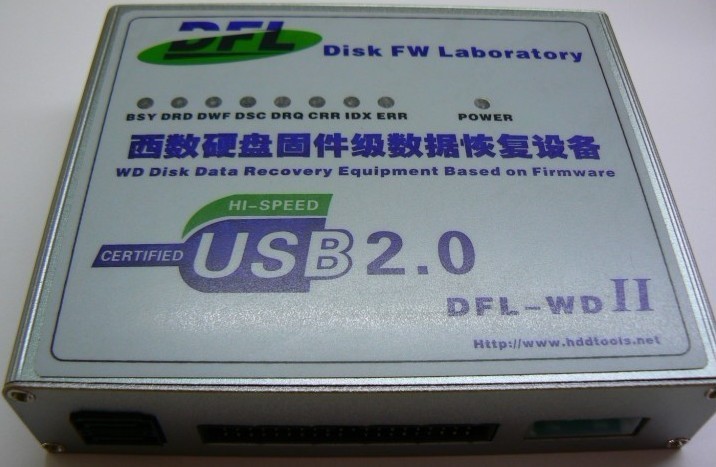 DFL Disk FW Laboratory
BSY DRD DWF DSC DRQ CRR IDX ERR POWER
西数硬盘固件级数据恢复设备
WD Disk Data Recovery Equipment Based on Firmware
HI-SPEED
CERTIFIED USB 2.0
DFL-WD II
Http://www.hddtools.net